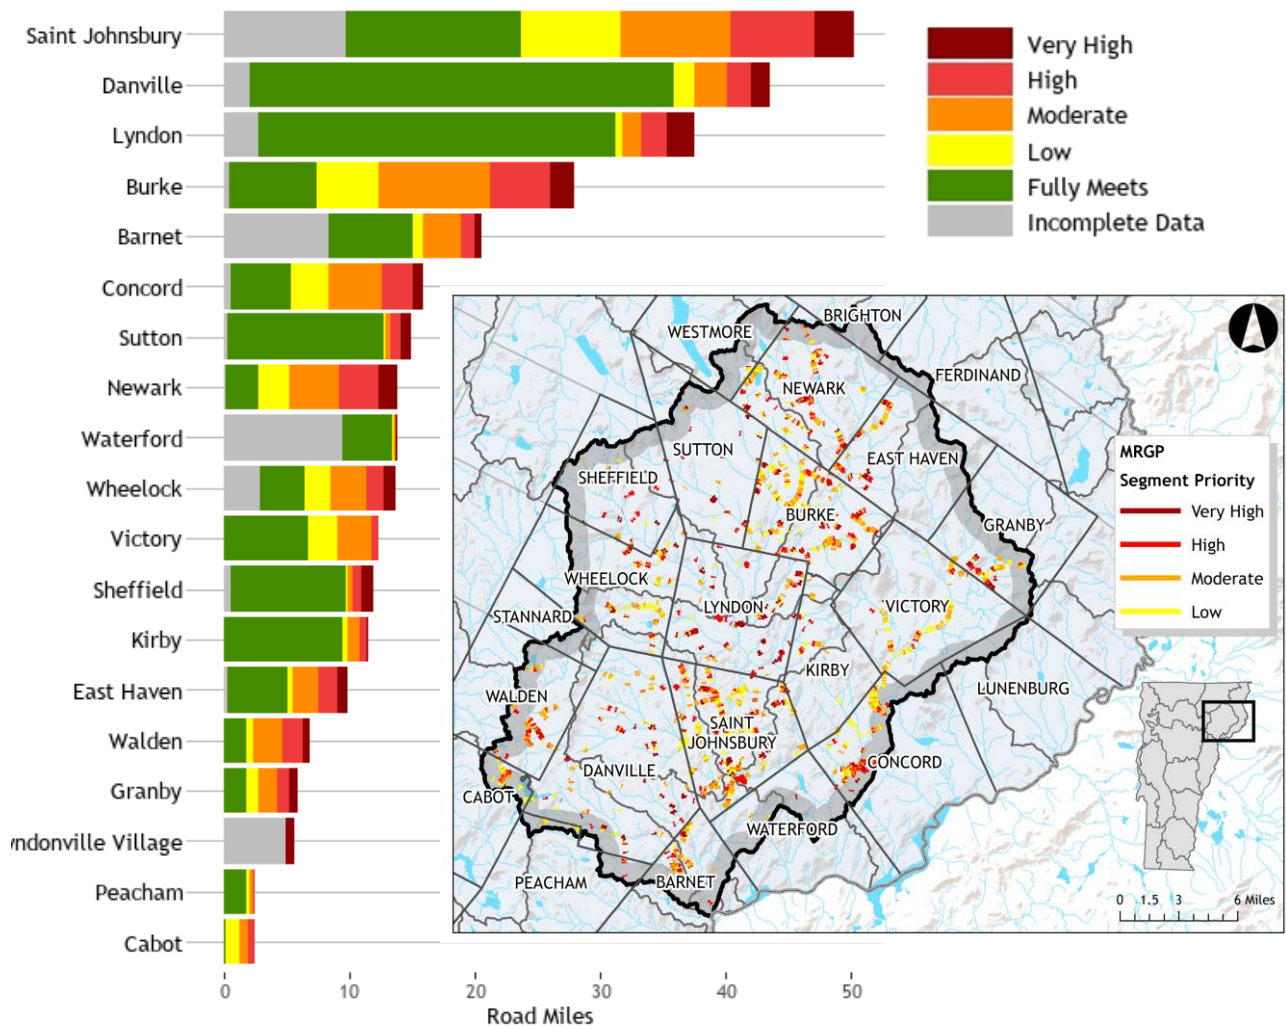 Saint Johnsbury
Danville
Lyndon
Burke
Barnet
Concord
Sutton
Newark
Waterford
Wheelock
Victory
Sheffield
Kirby
East Haven
Walden
Granby
ndonville Village
Peacham
Cabot
0
10
20
30
40
50
Road Miles
Very High
High
Moderate
Low
Fully Meets
Incomplete Data
WESTMORE
BRIGHTON
FERDINAND
NEWARK
SUTTON
EAST HAVEN
SHEFFIELD
BURKE
GRANBY
WHEELOCK
LYNDON
VICTORY
STANNARD
KIRBY
WALDEN
LUNENBURG
SAINT
JOHNSBURY
DANVILLE
CONCORD
CABOT
WATERFORD
PEACHAM
BARNET
MRGP
Segment Priority
Very High
High
Moderate
Low
0 1.5 3 6 Miles